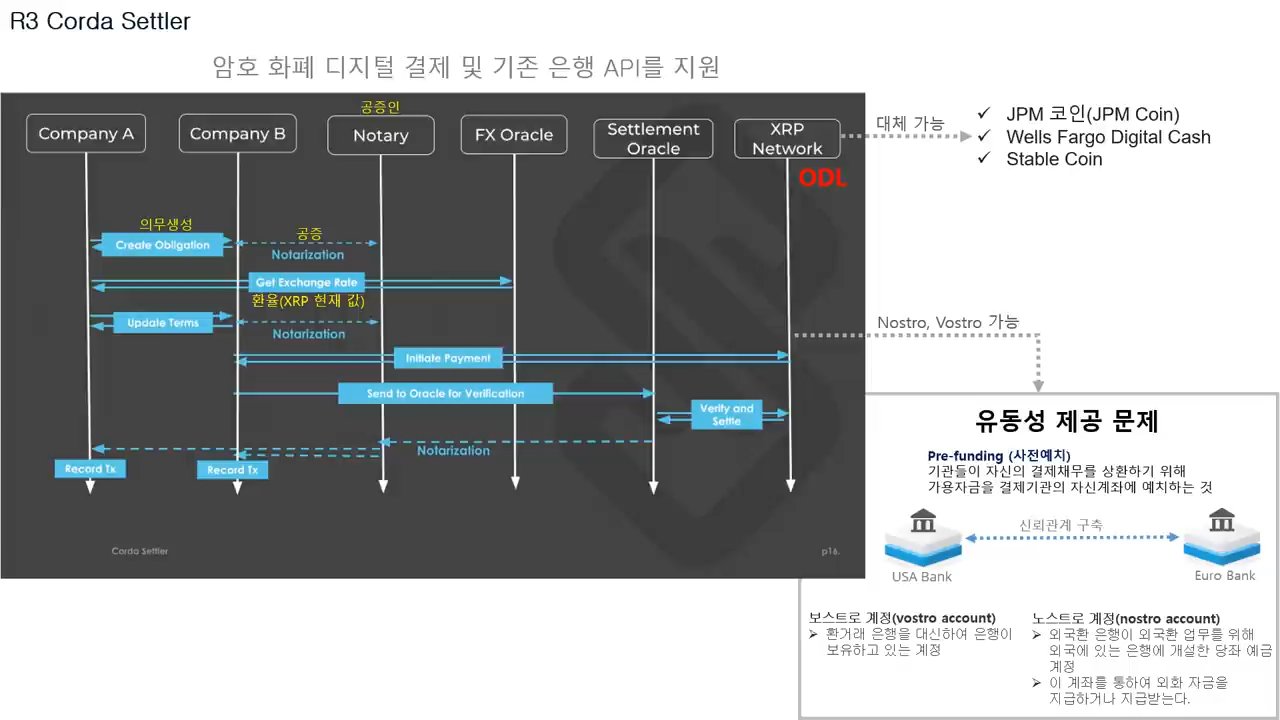 R3 Corda Settler
암호 화폐 디지털 결제 및 기존 은행 API를 지원
공증인
Company A
Company B
Notary
FX Oracle
Settlement
Oracle
XRP
Network
ODL
대체 가능
✓ JPM 코인(JPM Coin)
✓ Wells Fargo Digital Cash
✓ Stable Coin
의무생성
Create Obligation
공증
Notarization
Get Exchange Rate
환율(XRP 현재 값)
Update Terms
Notarization
Nostro, Vostro 가능
Initiate Payment
Send to Oracle for Verification
Verify and
Settle
Notarization
Record Tx
Record Tx
Corda Settler
p16.
유동성 제공 문제
Pre-funding (사전예치)
기관들이 자신의 결제채무를 상환하기 위해
가용자금을 결제기관의 자신계좌에 예치하는 것
신뢰관계 구축
USA Bank
Euro Bank
보스트로 계정(vostro account)
➢ 환거래 은행을 대신하여 은행이
보유하고 있는 계정
노스트로 계정(nostro account)
➢ 외국환 은행이 외국환 업무를 위해
외국에 있는 은행에 개설한 당좌 예금
계정
➢ 이 계좌를 통하여 외화 자금을
지급하거나 지급받는다.